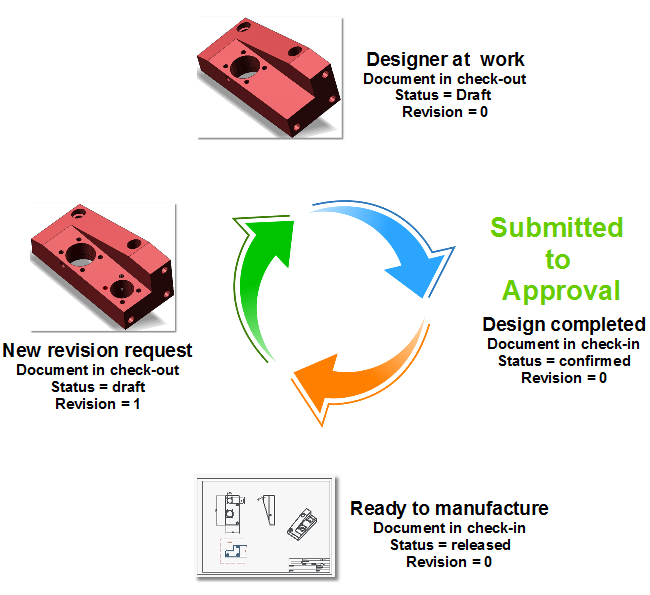 Designer at work
Document in check-out
Status = Draft
Revision = 0
Submitted
to
Approval
Design completed
Document in check-in
Status = confirmed
Revision = 0
New revision request
Document in check-out
Status = draft
Revision = 1
Ready to manufacture
Document in check-in
Status = released
Revision = 0